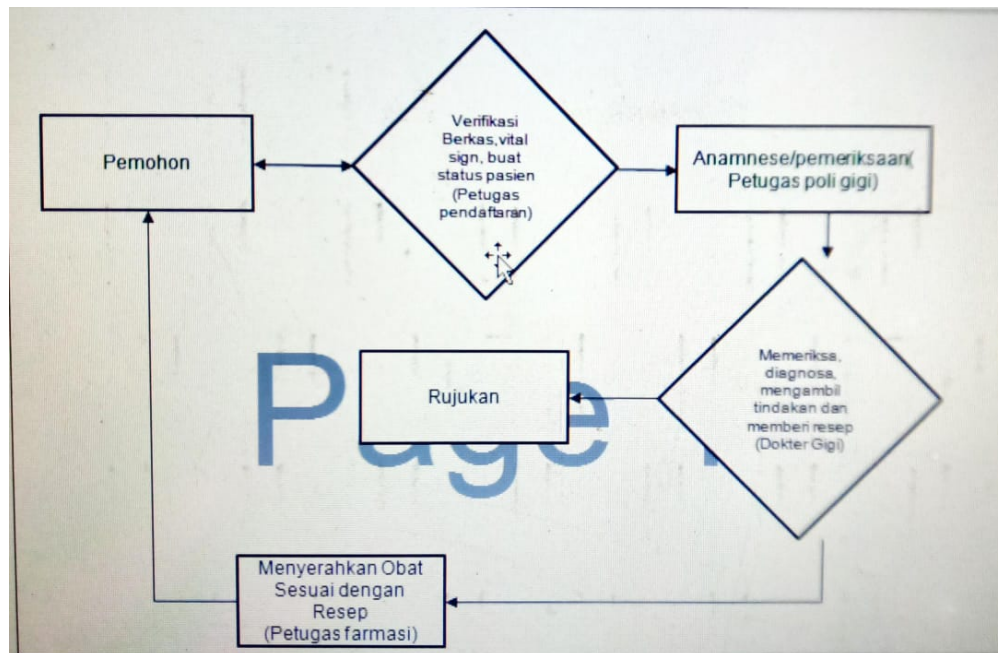 Pemohon
Verifikasi
Berkas,vital
sign, buat
status pasien
(Petugas
pendaftaran)
Anamnese/pemeriksaan(
Petugas poli gigi)
Memeriksa,
diagnosa,
mengambil
tindakan dan
memberi resep
(Dokter Gigi)
Rujukan
Page
Menyerahkan Obat
Sesuai dengan
Resep
(Petugas farmasi)